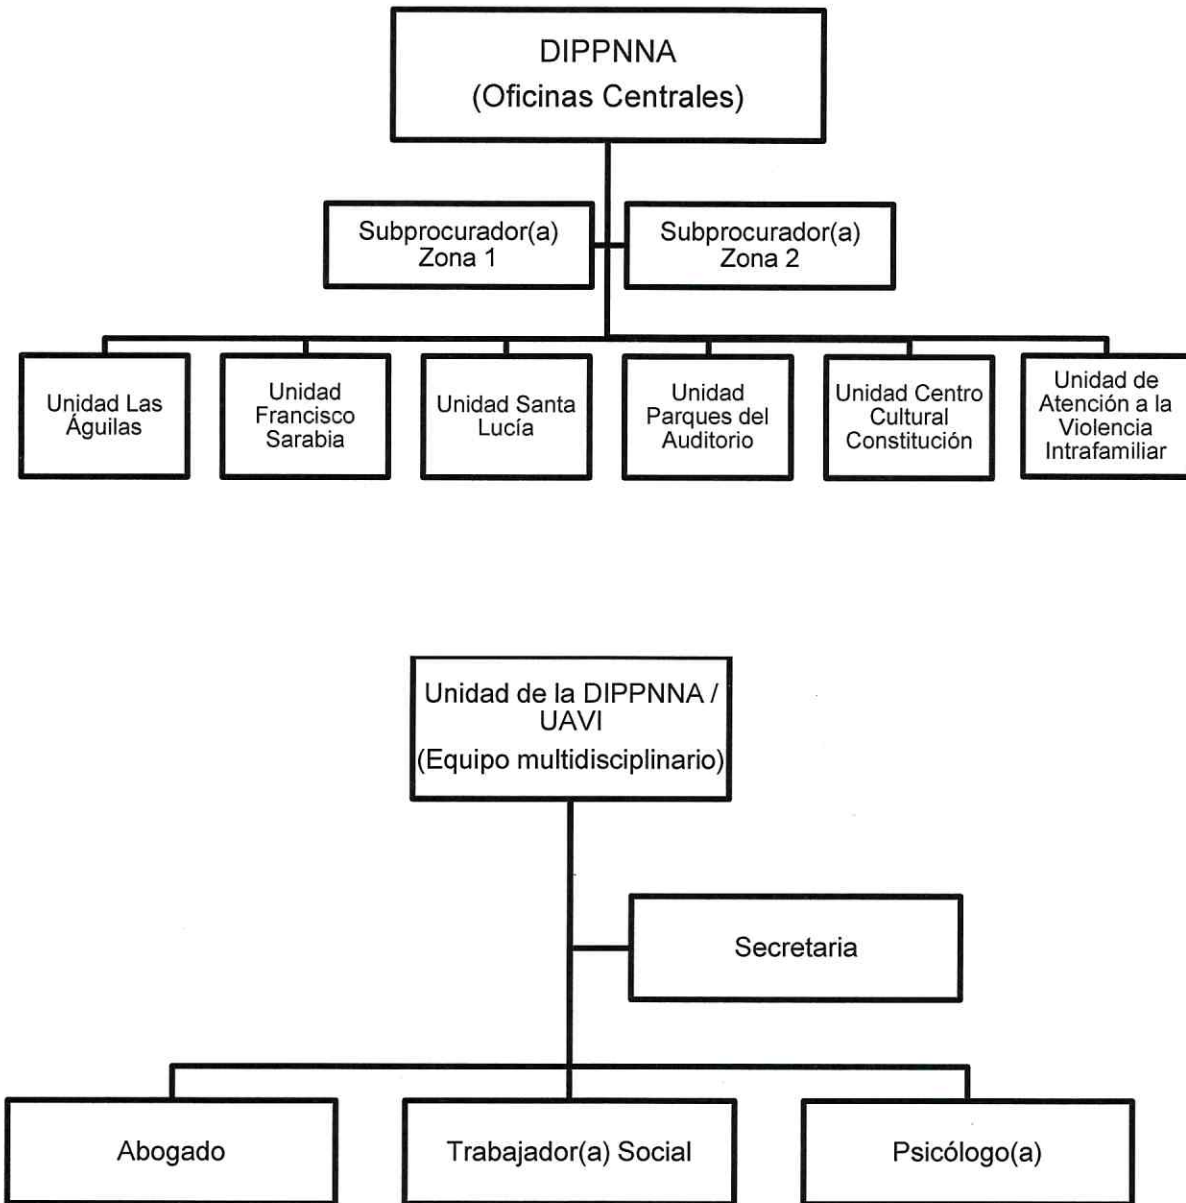 DIPPNNA
(Oficinas Centrales)
Subprocurador(a)
Zona 1
Subprocurador(a)
Zona 2
Unidad Las
Águilas
Unidad
Francisco
Sarabia
Unidad Santa
Lucía
Unidad
Parques del
Auditorio
Unidad Centro
Cultural
Constitución
Unidad de
Atención a la
Violencia
Intrafamiliar
Unidad de la DIPPNNA /
UAVI
(Equipo multidisciplinario)
Secretaria
Abogado
Trabajador(a) Social
Psicólogo(a)